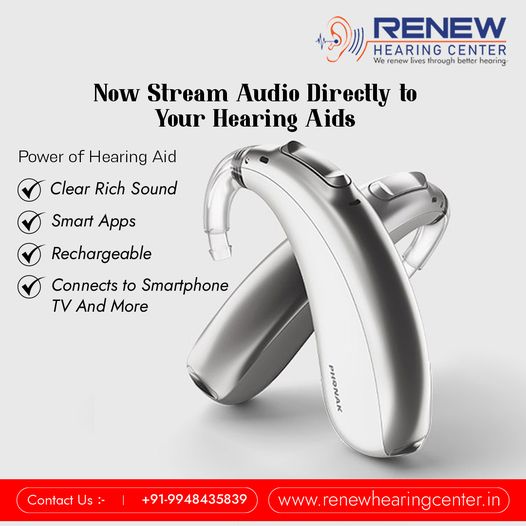 RENEW
HEARING CENTER
We renew lives through better hearing
Now Stream Audio Directly to
Your Hearing Aids
Power of Hearing Aid
Clear Rich Sound
Smart Apps
Rechargeable
Connects to Smartphone
TV And More
PHONAK
Contact Us :- | +91-9948435839
www.renewhearingcenter.in